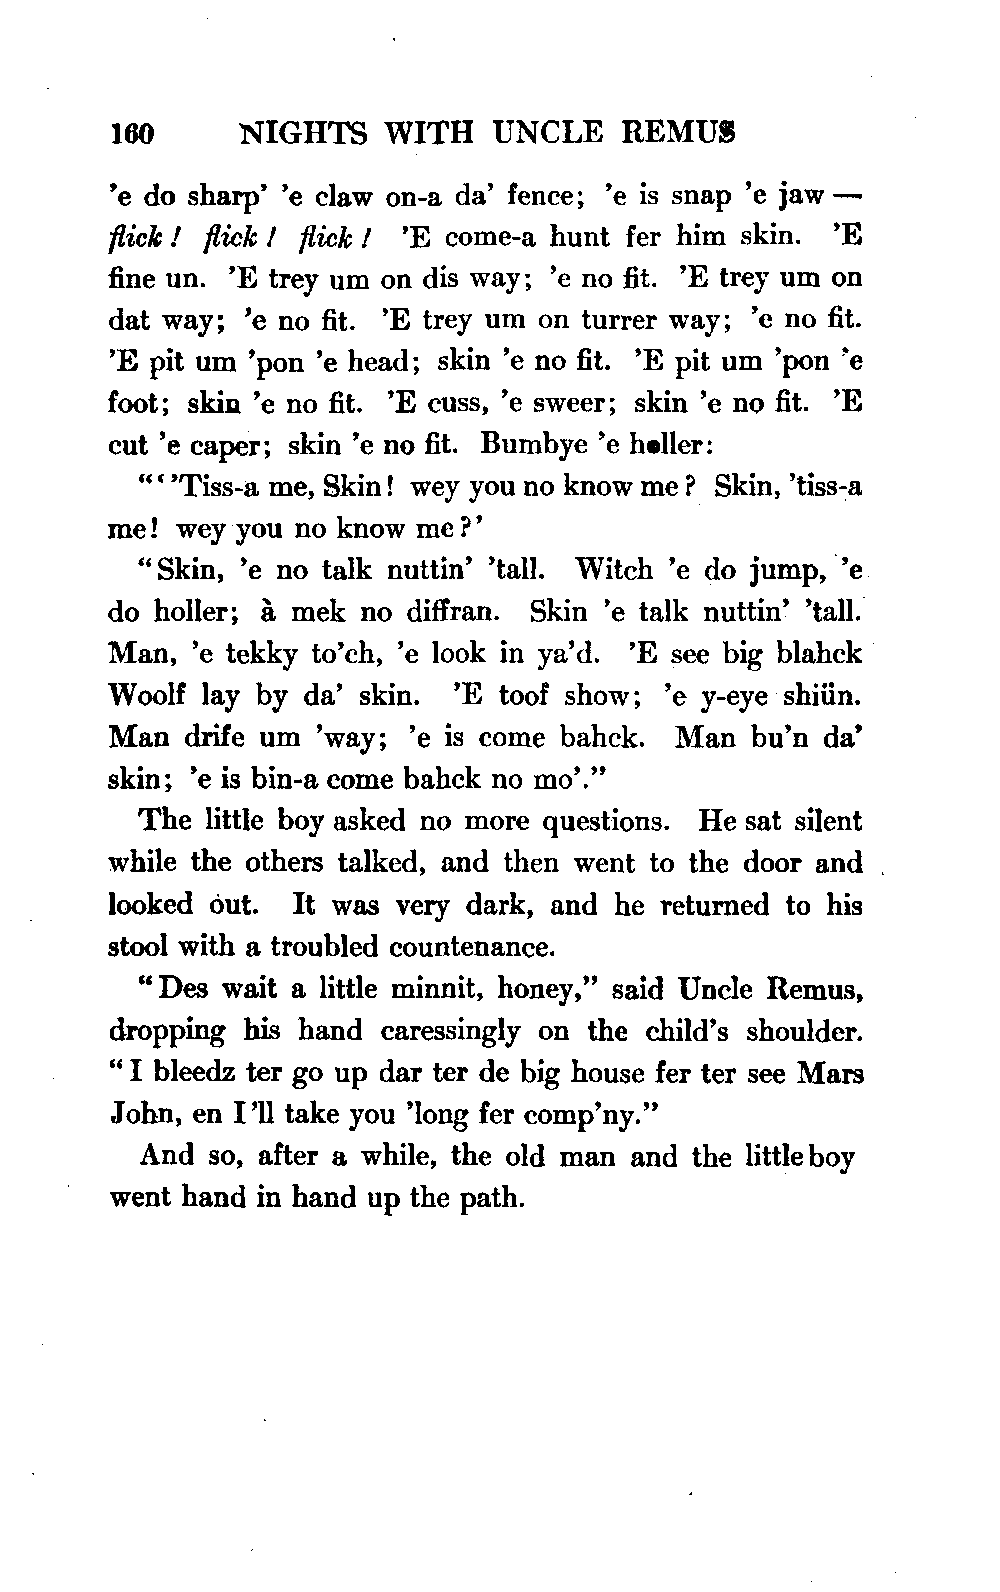 160 NIGHTS WITH UNCLE REMUS
'e do sharp' 'e claw on-a da' fence; 'e is snap 'e jaw —
flick! flick! flick! 'E come-a hunt fer him skin. 'E
fine un. 'E trey um on dis way; 'e no fit. 'E trey um on
dat way; 'e no fit. 'E trey um on turrer way; 'e no fit.
'E pit um 'pon 'e head; skin 'e no fit. 'E pit um 'pon 'e
foot; skin 'e no fit. 'E cuss, 'e sweer; skin 'e no fit. 'E
cut 'e caper; skin 'e no fit. Bumbye 'e holler:
"''Tiss-a me, Skin! wey you no know me? Skin, 'tiss-a
me! wey you no know me?'
"Skin, 'e no talk nuttin' 'tall. Witch 'e do jump, 'e
do holler; à mek no diffran. Skin 'e talk nuttin' 'tall.
Man, 'e tekky to'ch, 'e look in ya'd. 'E see big blahck
Woolf lay by da' skin. 'E toof show; 'e y-eye shiün.
Man drife um 'way; 'e is come bahck. Man bu'n da'
skin; 'e is bin-a come bahck no mo'."
The little boy asked no more questions. He sat silent
while the others talked, and then went to the door and
looked out. It was very dark, and he returned to his
stool with a troubled countenance.
"Des wait a little minnit, honey," said Uncle Remus,
dropping his hand caressingly on the child's shoulder.
"I bleedz ter go up dar ter de big house fer ter see Mars
John, en I'll take you 'long fer comp'ny."
And so, after a while, the old man and the little boy
went hand in hand up the path.